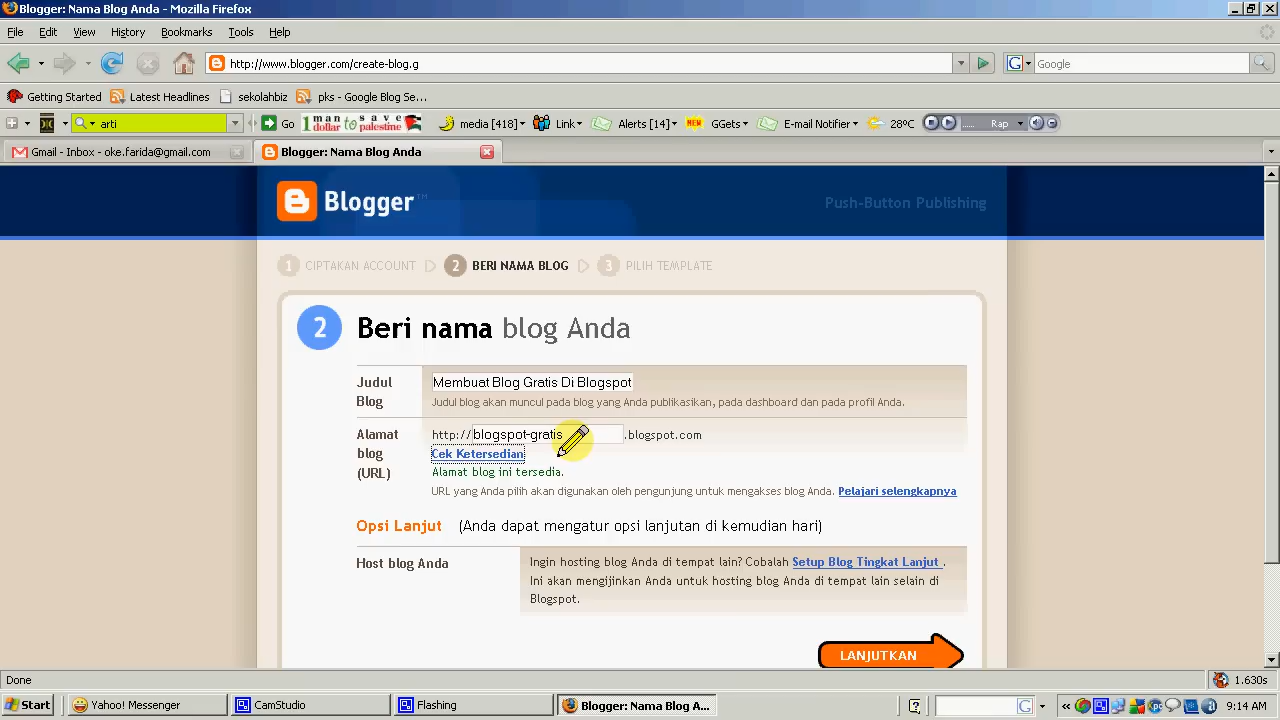 Blogger: Nama Blog Anda - Mozilla Firefox
File Edit View History Bookmarks Tools Help
http://www.blogger.com/create-blog.g
Google
Getting Started Latest Headlines sekolahbiz pks - Google Blog Se...
arti Go 1 man dollar to save palestine media [418] Link Alerts [14] NEW GGets E-mail Notifier 28°C ..... Rap
Gmail - Inbox - oke.farida@gmail.com
Blogger: Nama Blog Anda
Blogger™
Push-Button Publishing
1 CIPTAKAN ACCOUNT 2 BERI NAMA BLOG 3 PILIH TEMPLATE
2 Beri nama blog Anda
Judul Blog
Membuat Blog Gratis Di Blogspot
Judul blog akan muncul pada blog yang Anda publikasikan, pada dashboard dan pada profil Anda.
Alamat blog (URL)
http:// blogspot-gratis .blogspot.com
Cek Ketersedian
Alamat blog ini tersedia.
URL yang Anda pilih akan digunakan oleh pengunjung untuk mengakses blog Anda. Pelajari selengkapnya
Opsi Lanjut (Anda dapat mengatur opsi lanjutan di kemudian hari)
Host blog Anda
Ingin hosting blog Anda di tempat lain? Cobalah Setup Blog Tingkat Lanjut .
Ini akan mengijinkan Anda untuk hosting blog Anda di tempat lain selain di
Blogspot.
LANJUTKAN
Done
1.630s
Start Yahoo! Messenger CamStudio Flashing Blogger: Nama Blog A... 9:14 AM